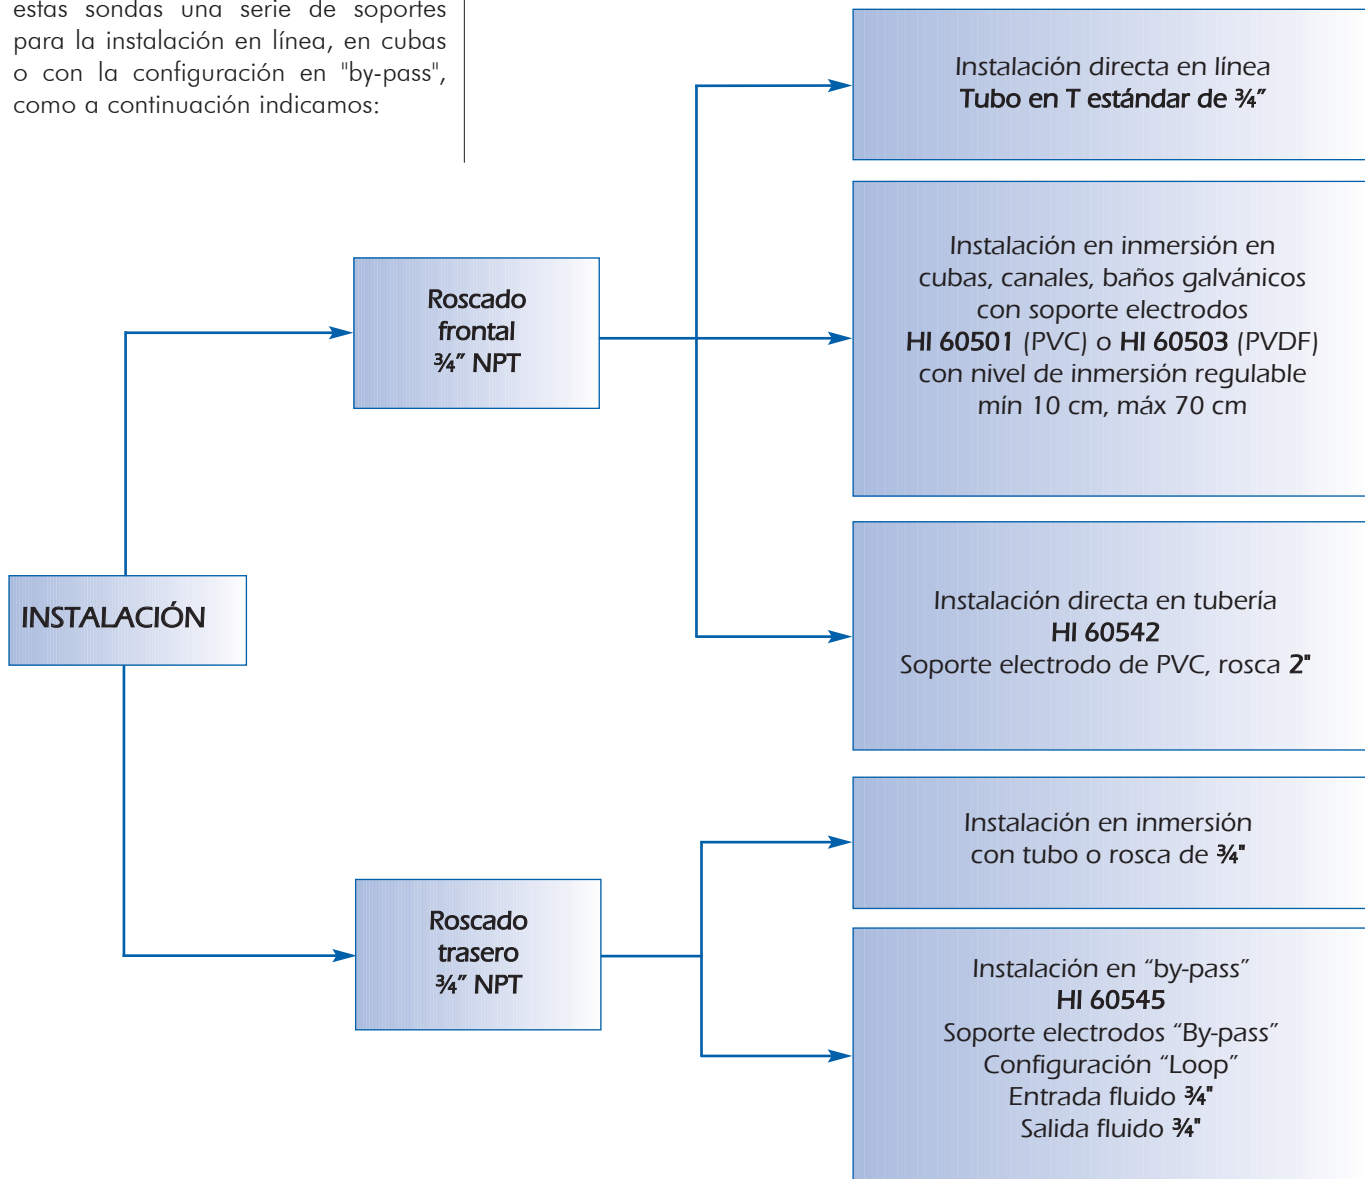 estas sondas una serie de soportes
para la instalación en línea, en cubas
o con la configuración en "by-pass",
como a continuación indicamos:
Instalación directa en línea
Tubo en T estándar de ¾”
Instalación en inmersión en
cubas, canales, baños galvánicos
con soporte electrodos
HI 60501 (PVC) o HI 60503 (PVDF)
con nivel de inmersión regulable
mín 10 cm, máx 70 cm
Roscado
frontal
¾” NPT
INSTALACIÓN
Instalación directa en tubería
HI 60542
Soporte electrodo de PVC, rosca 2"
Instalación en inmersión
con tubo o rosca de ¾"
Roscado
trasero
¾” NPT
Instalación en “by-pass”
HI 60545
Soporte electrodos “By-pass”
Configuración “Loop”
Entrada fluido ¾"
Salida fluido ¾"